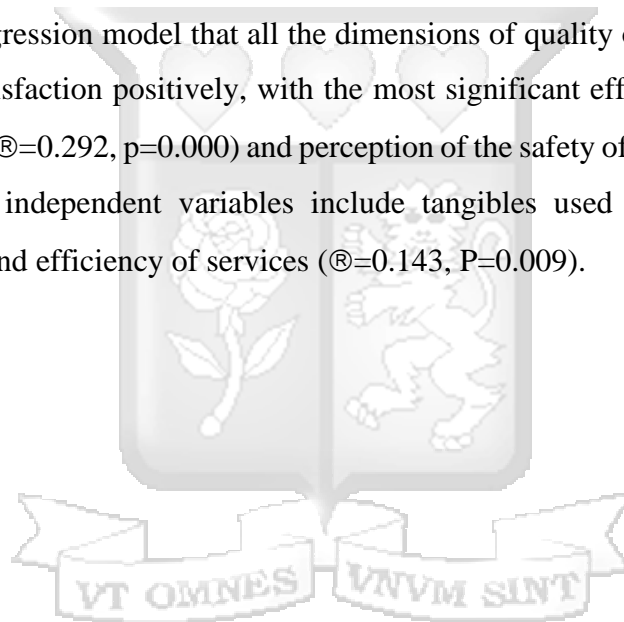 gression model that all the dimensions of quality
isfaction positively, with the most significant
®=0.292, p=0.000) and perception of the safety of
independent variables include tangibles used
nd efficiency of services (®=0.143, P=0.009).
VT OMNES VNVM SINT